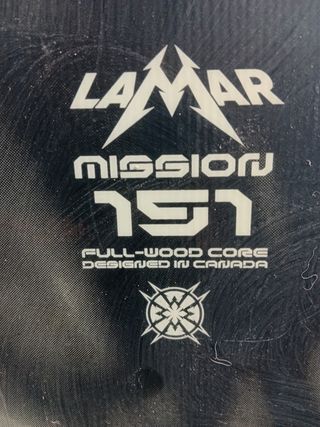 LAMAR
MISSION
151
FULL-WOOD CORE
DESIGNED IN CANADA